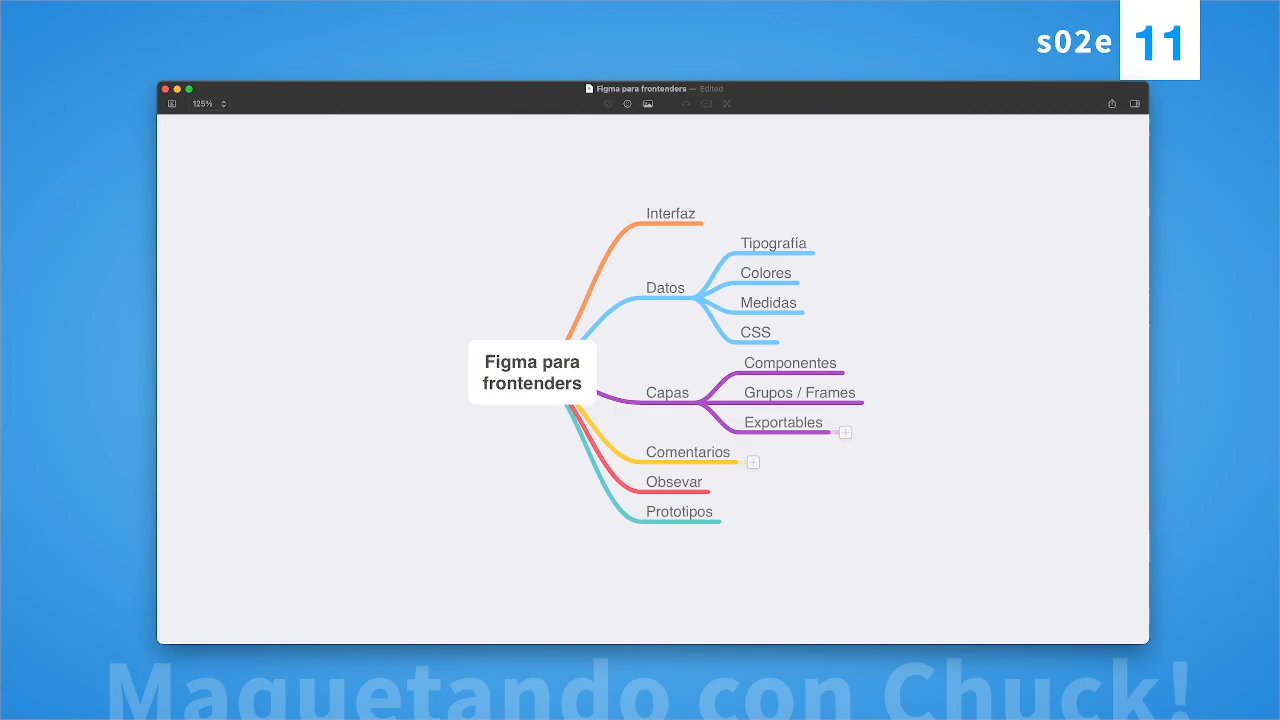 s02e 11
Figma para frontenders — Edited
125%
Interfaz
Tipografía
Colores
Datos
Medidas
CSS
Figma para
frontenders
Componentes
Capas
Grupos / Frames
Exportables
Comentarios
Obsevar
Prototipos
Maquetando con Chuck!